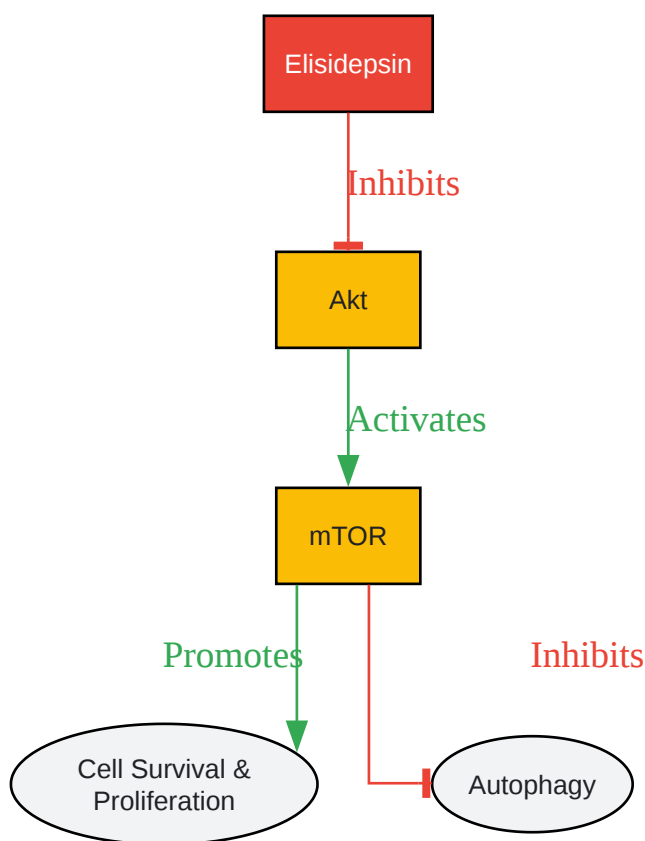 Elisidepsin
Inhibits
Akt
Activates
mTOR
Promotes
Inhibits
Cell Survival &
Proliferation
Autophagy